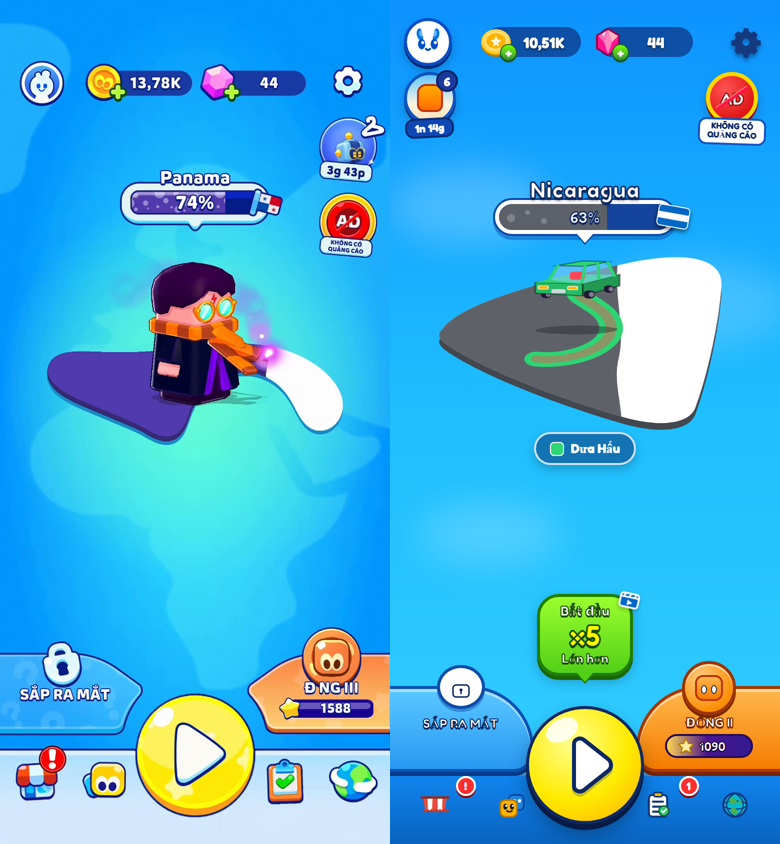 13,78K
44
3g 43p
Panama
74%
AD
KHÔNG CÓ
QUẢNG CÁO
SẮP RA MẮT
Đ NG III
1588
10,51K
44
6
1n 14g
AD
KHÔNG CÓ
QUẢNG CÁO
Nicaragua
63%
Dưa Hấu
Bắt đầu
x5
Lớn hơn
SẮP RA MẮT
ĐỒNG II
1090
1